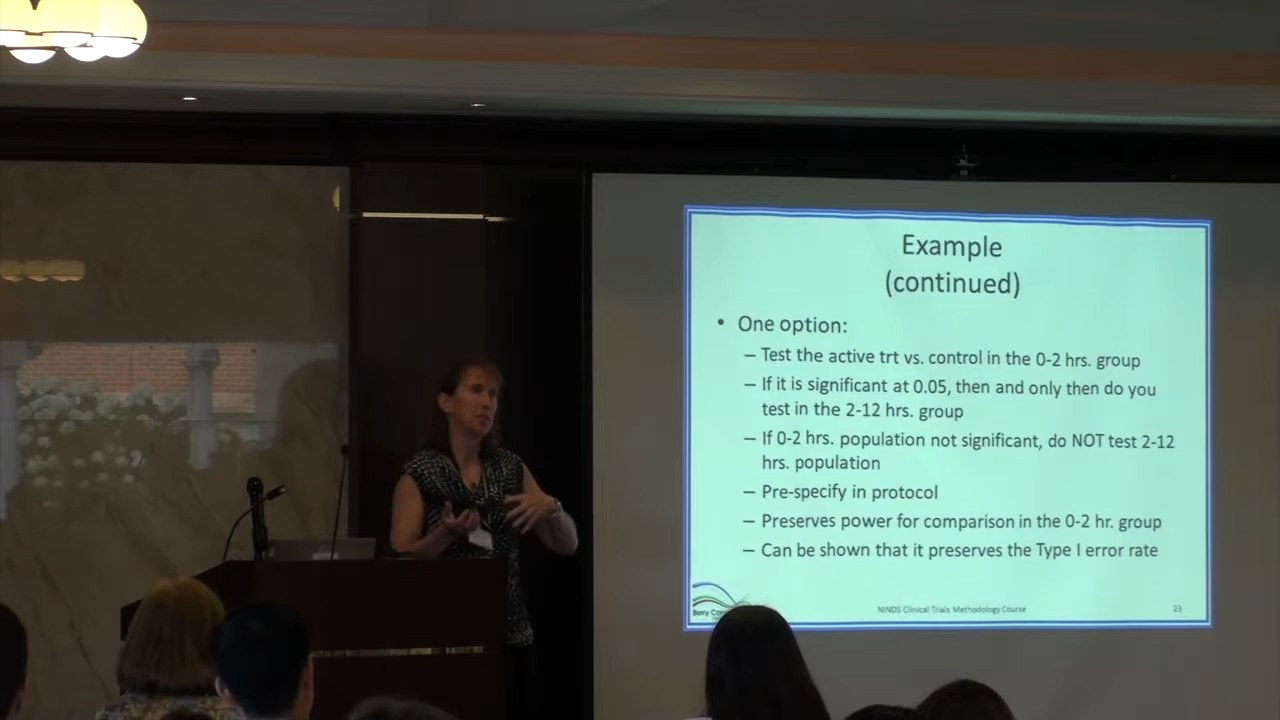 Example
(continued)
• One option:
– Test the active trt vs. control in the 0-2 hrs. group
– If it is significant at 0.05, then and only then do you
test in the 2-12 hrs. group
– If 0-2 hrs. population not significant, do NOT test 2-12
hrs. population
– Pre-specify in protocol
– Preserves power for comparison in the 0-2 hr. group
– Can be shown that it preserves the Type I error rate
Berry
NINDS Clinical Trials Methodology Course
23